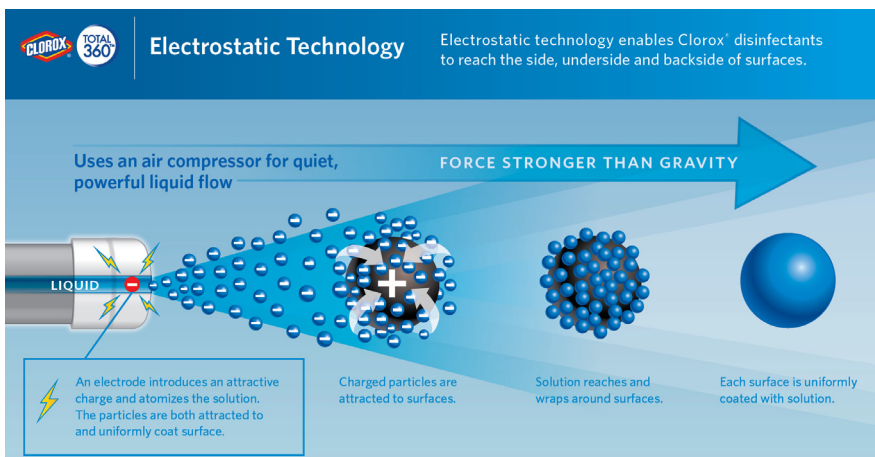 CLOROX
TOTAL
360™
Electrostatic Technology
Electrostatic technology enables Clorox® disinfectants
to reach the side, underside and backside of surfaces.
Uses an air compressor for quiet,
powerful liquid flow
FORCE STRONGER THAN GRAVITY
LIQUID
An electrode introduces an attractive
charge and atomizes the solution.
The particles are both attracted to
and uniformly coat surface.
Charged particles are
attracted to surfaces.
Solution reaches and
wraps around surfaces.
Each surface is uniformly
coated with solution.